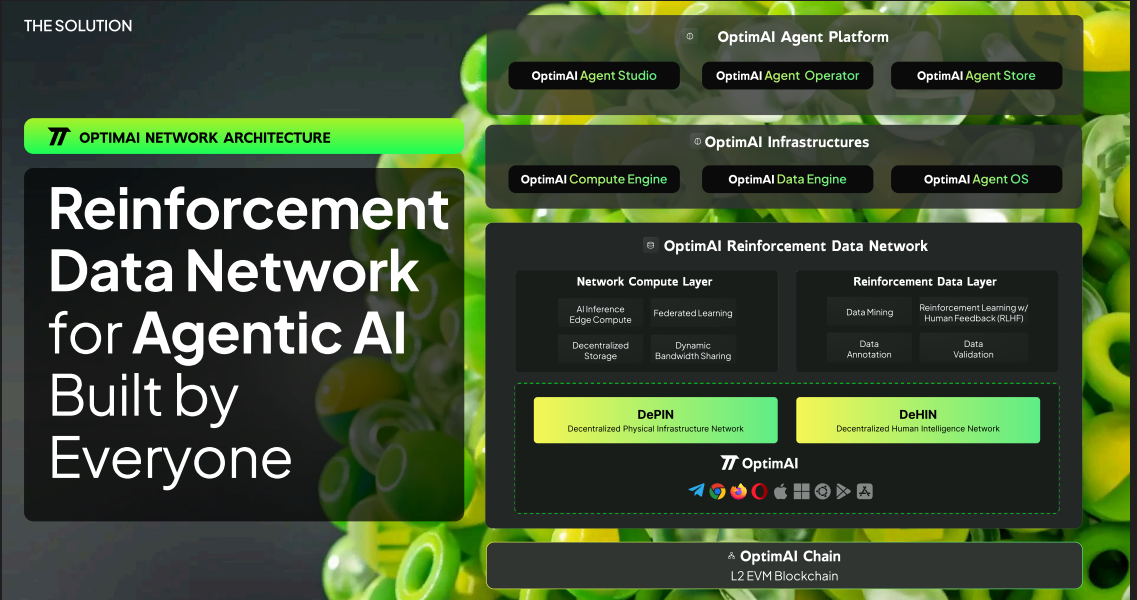 THE SOLUTION
OPTIMAI NETWORK ARCHITECTURE
Reinforcement
Data Network
for Agentic AI
Built by
Everyone
OptimAI Agent Platform
OptimAI Agent Studio
OptimAI Agent Operator
OptimAI Agent Store
OptimAI Infrastructures
OptimAI Compute Engine
OptimAI Data Engine
OptimAI Agent OS
OptimAI Reinforcement Data Network
Network Compute Layer
AI Inference
Edge Compute
Federated Learning
Decentralized
Storage
Dynamic
Bandwidth Sharing
Reinforcement Data Layer
Data Mining
Reinforcement Learning w/
Human Feedback (RLHF)
Data
Annotation
Data
Validation
DePIN
Decentralized Physical Infrastructure Network
DeHIN
Decentralized Human Intelligence Network
OptimAI
OptimAI Chain
L2 EVM Blockchain